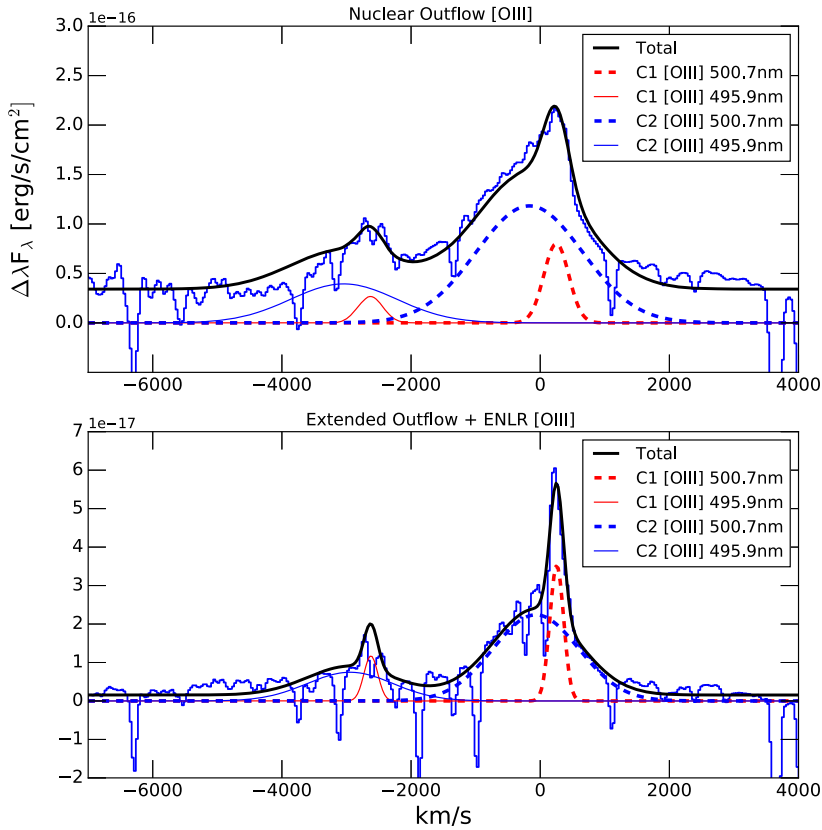 Nuclear Outflow [OIII]
1e−16
3.0
2.5
2.0
1.5
1.0
0.5
0.0
ΔλF_λ [erg/s/cm²]
Total
C1 [OIII] 500.7nm
C1 [OIII] 495.9nm
C2 [OIII] 500.7nm
C2 [OIII] 495.9nm
−6000 −4000 −2000 0 2000 4000
Extended Outflow + ENLR [OIII]
1e−17
7
6
5
4
3
2
1
0
−1
−2
Total
C1 [OIII] 500.7nm
C1 [OIII] 495.9nm
C2 [OIII] 500.7nm
C2 [OIII] 495.9nm
−6000 −4000 −2000 0 2000 4000
km/s